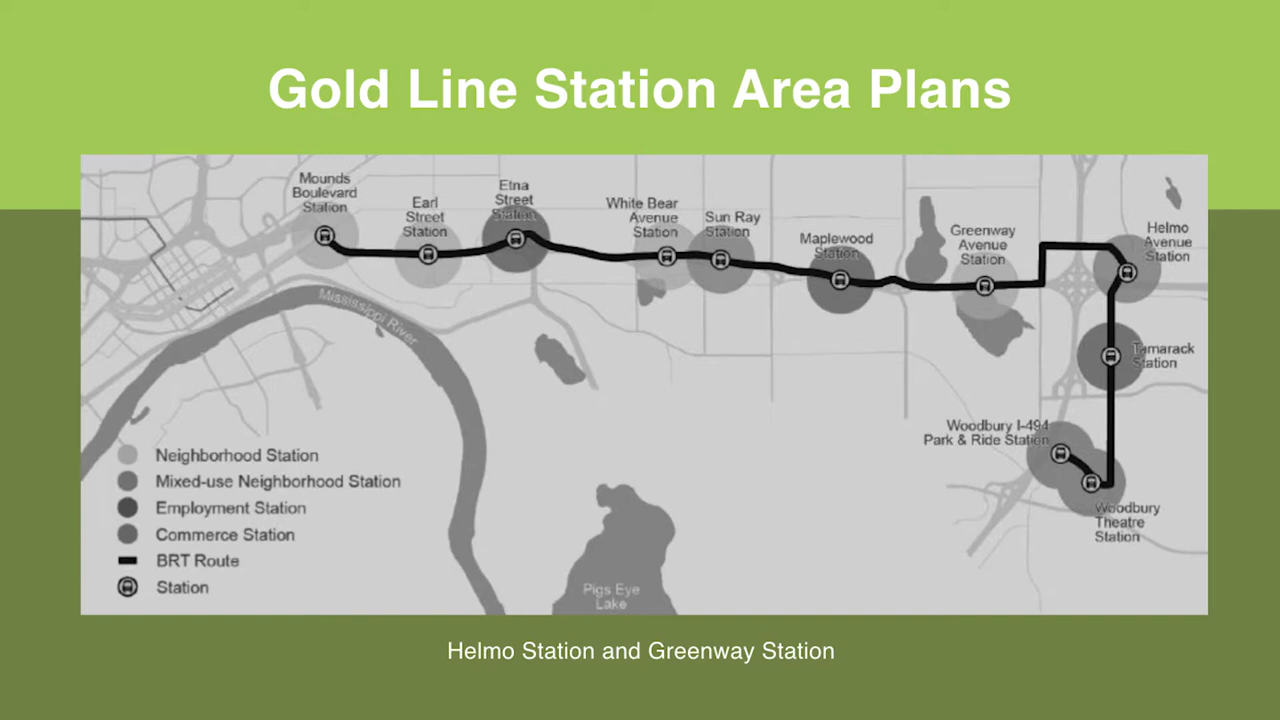 Gold Line Station Area Plans
Mounds
Boulevard
Station
Earl
Street
Station
Etna
Street
Station
White Bear
Avenue
Station
Sun Ray
Station
Maplewood
Station
Greenway
Avenue
Station
Helmo
Avenue
Station
Tamarack
Station
Woodbury I-494
Park & Ride Station
Woodbury
Theatre
Station
Mississippi River
Pigs Eye
Lake
Neighborhood Station
Mixed-use Neighborhood Station
Employment Station
Commerce Station
BRT Route
Station
Helmo Station and Greenway Station